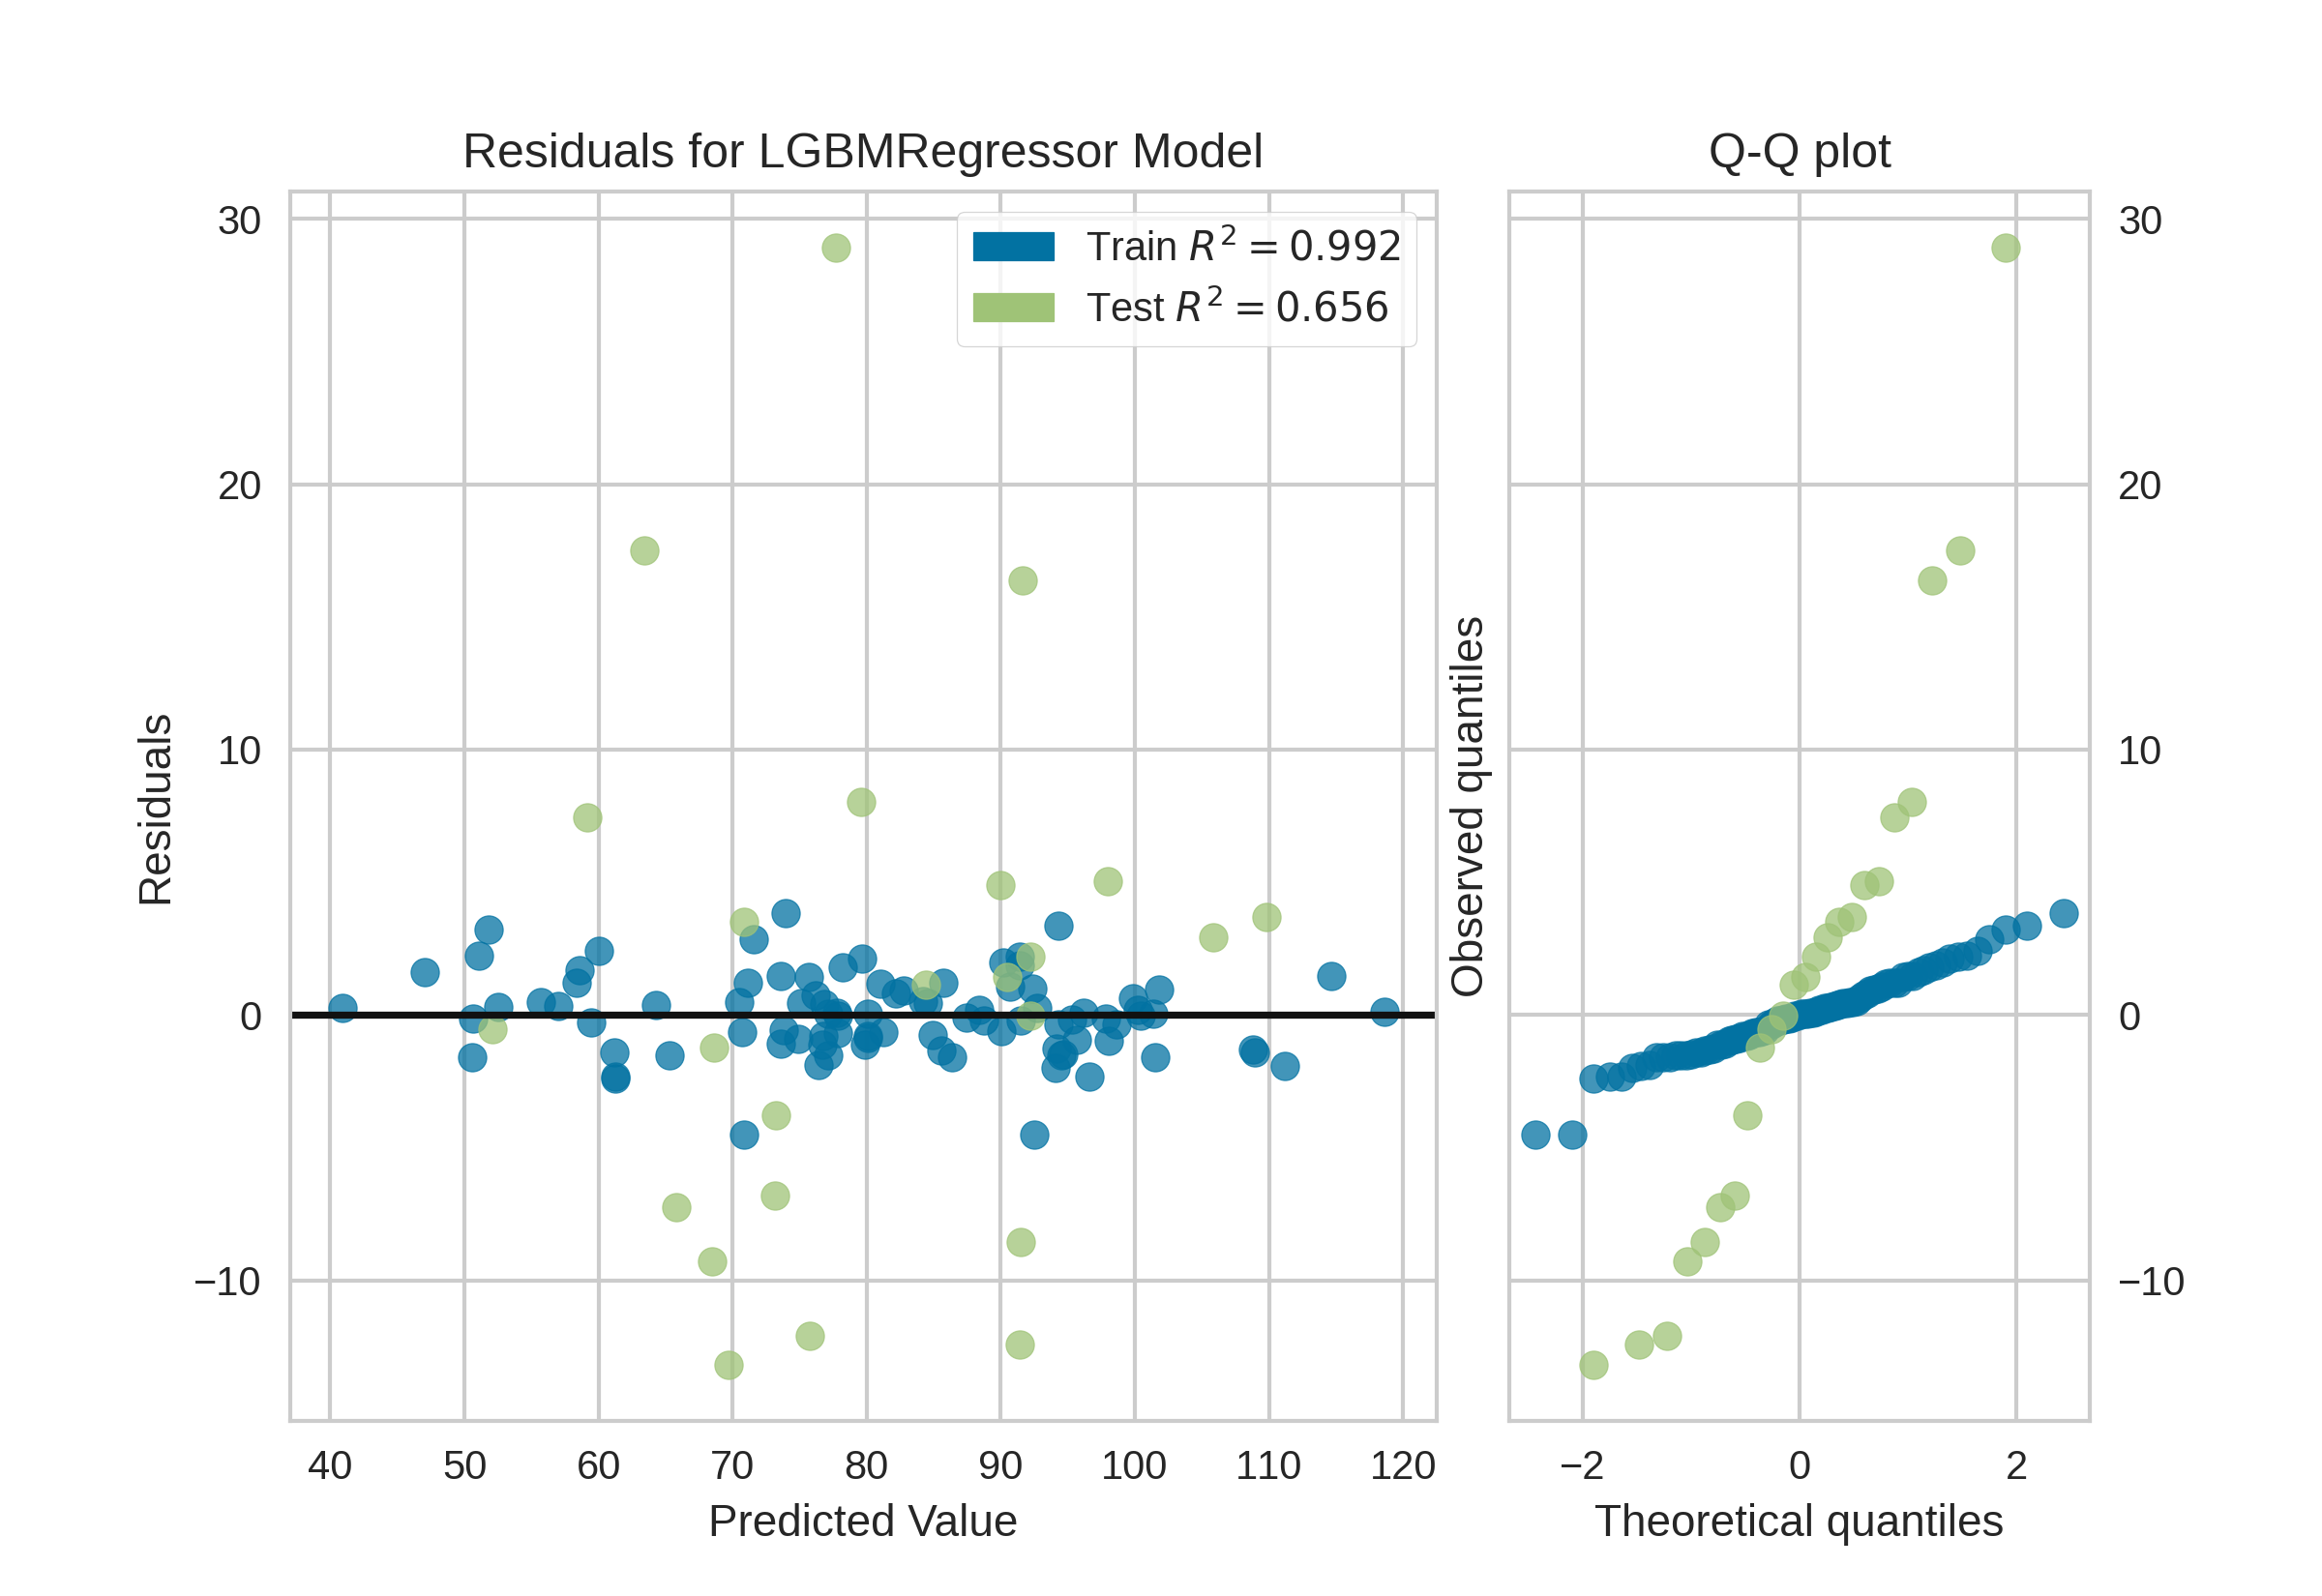 Residuals for LGBMRegressor Model
Q-Q plot
Train R² = 0.992
Test R² = 0.656
30
20
10
0
−10
Residuals
40 50 60 70 80 90 100 110 120
Predicted Value
Observed quantiles
30
20
10
0
−10
−2 0 2
Theoretical quantiles